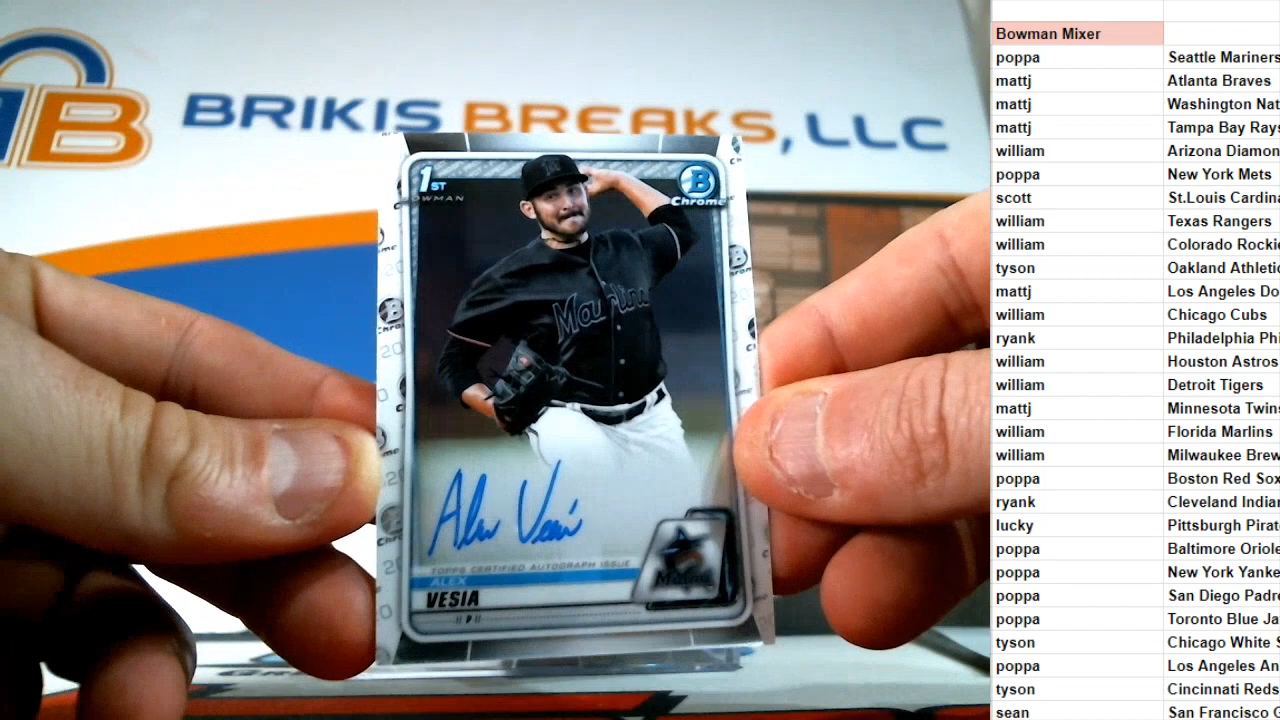 BRIKIS BREAKS, LLC
B
1ST
OWMAN
B
Chrome
Marlins
Alex Vesia
TOPPS CERTIFIED AUTOGRAPH ISSUE
ALEX
VESIA
P
Bowman Mixer
poppa Seattle Mariners
mattj Atlanta Braves
mattj Washington Nat
mattj Tampa Bay Rays
william Arizona Diamon
poppa New York Mets
scott St.Louis Cardina
william Texas Rangers
william Colorado Rockie
tyson Oakland Athletic
mattj Los Angeles Do
william Chicago Cubs
ryank Philadelphia Phi
william Houston Astros
william Detroit Tigers
mattj Minnesota Twins
william Florida Marlins
william Milwaukee Brew
poppa Boston Red Sox
ryank Cleveland Indian
lucky Pittsburgh Pirate
poppa Baltimore Oriole
poppa New York Yanke
poppa San Diego Padre
poppa Toronto Blue Ja
tyson Chicago White S
poppa Los Angeles An
tyson Cincinnati Reds
sean San Francisco G